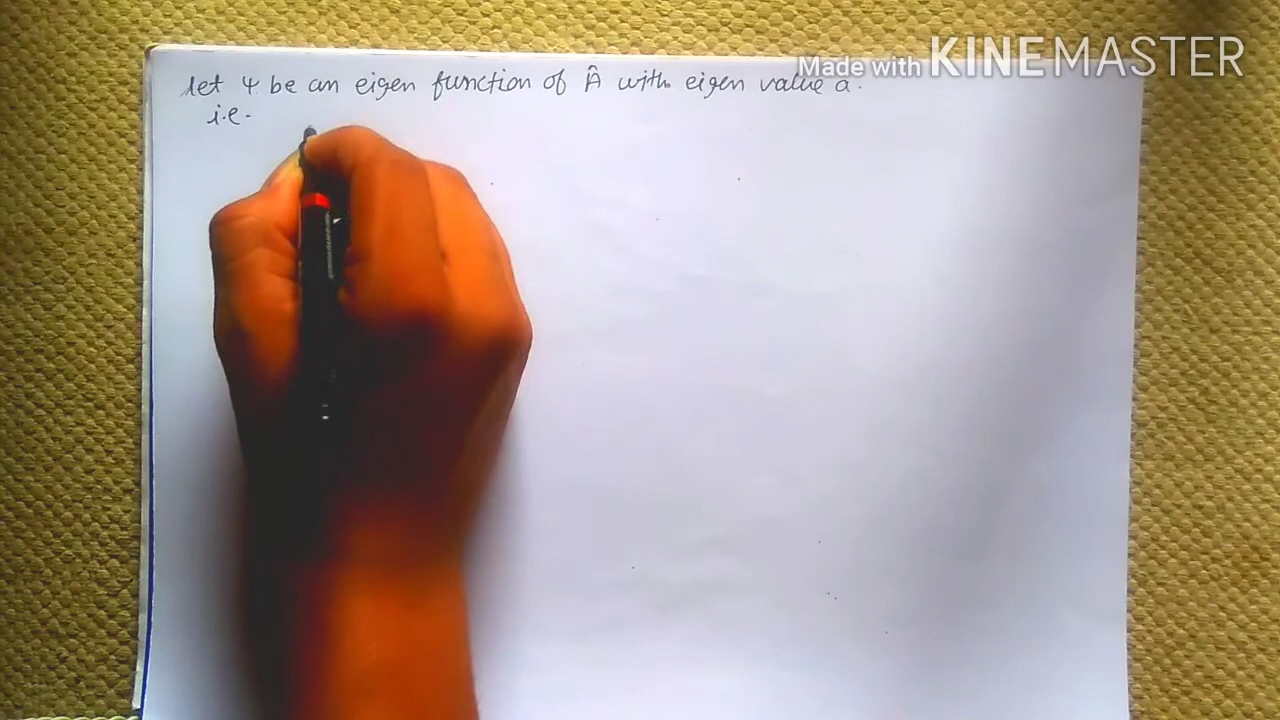 Made with KINEMASTER
let ψ be an eigen function of Â with eigen value a.
i.e.